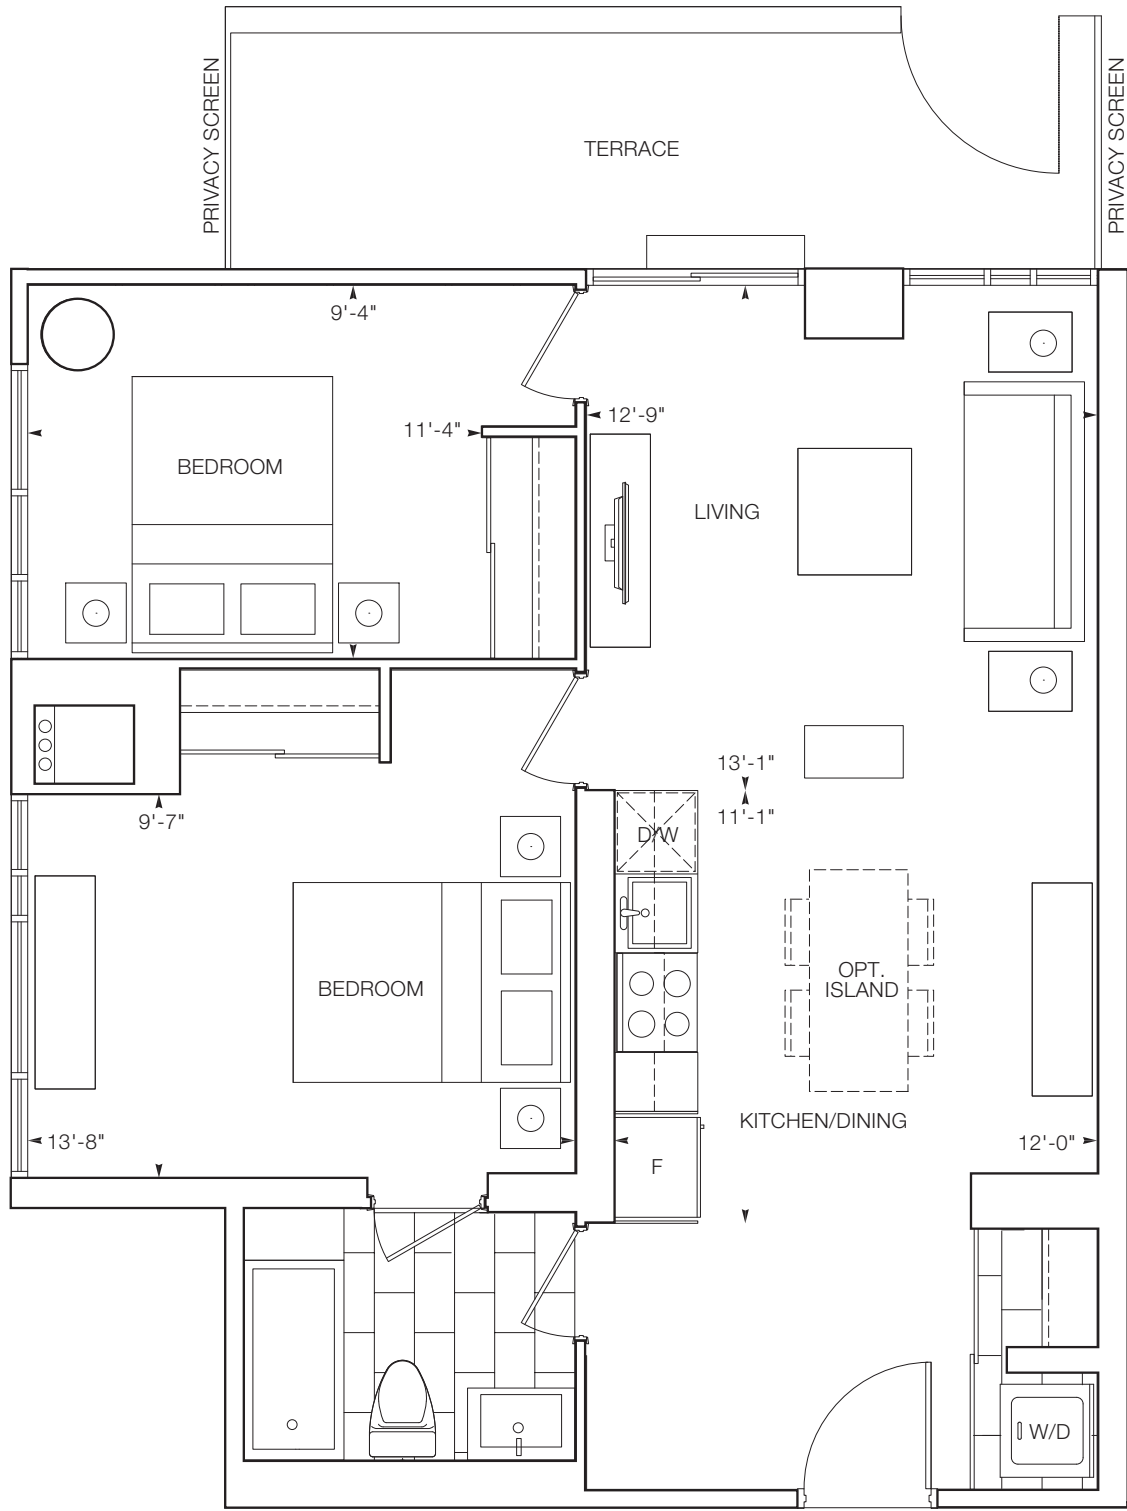 PRIVACY SCREEN
TERRACE
PRIVACY SCREEN
9'-4"
11'-4"
12'-9"
BEDROOM
LIVING
13'-1"
11'-1"
9'-7"
D/W
OPT.
ISLAND
BEDROOM
KITCHEN/DINING
13'-8"
12'-0"
F
W/D